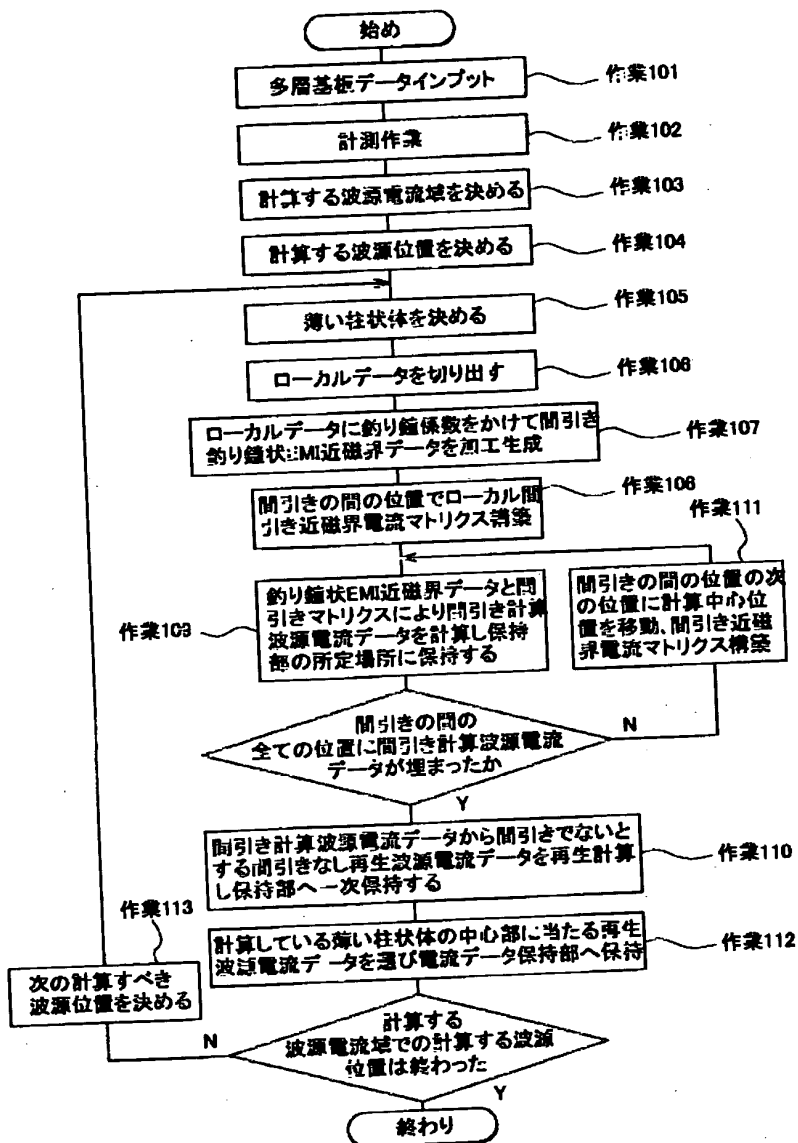 始め
多層基板データインプット
作業101
計測作業
作業102
計算する波源電流域を決める
作業103
計算する波源位置を決める
作業104
薄い柱状体を決める
作業105
ローカルデータを切り出す
作業106
ローカルデータに釣り鐘係数をかけて間引き
釣り鐘状EMI近磁界データを加工生成
作業107
間引きの間の位置でローカル間
引き近磁界電流マトリクス構築
作業108
作業111
釣り鐘状EMI近磁界データと間
引きマトリクスにより間引き計算
波源電流データを計算し保持
部の所定場所に保持する
作業109
間引きの間の位置の次
の位置に計算中心位
置を移動、間引き近磁
界電流マトリクス構築
間引きの間の
全ての位置に間引き計算波源電流
データが埋まったか
N
Y
間引き計算波源電流データから間引きでないと
する間引きなし再生波源電流データを再生計算
し保持部へ一次保持する
作業110
作業113
計算している薄い柱状体の中心部に当たる再生
波源電流データを選び電流データ保持部へ保持
作業112
次の計算すべき
波源位置を決める
計算する
波源電流域での計算する波源
位置は終わった
N
Y
終わり